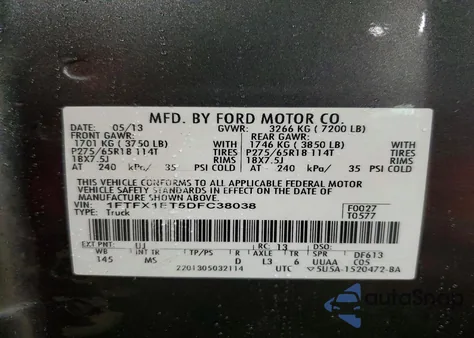 MFD. BY FORD MOTOR CO.
DATE: 05/13 GVWR: 3266 KG ( 7200 LB)
FRONT GAWR: REAR GAWR:
1701 KG ( 3750 LB) WITH 1746 KG ( 3850 LB) WITH
P275/65R18 114T TIRES P275/65R18 114T TIRES
18X7.5J RIMS 18X7.5J RIMS
AT 240 kPa/ 35 PSI COLD AT 240 kPa/ 35 PSI COLD
THIS VEHICLE CONFORMS TO ALL APPLICABLE FEDERAL MOTOR
VEHICLE SAFETY STANDARDS IN EFFECT ON THE DATE OF
MANUFACTURE SHOWN ABOVE.
VIN: 1FTFX1ET5DFC38038 F0027
TYPE: Truck T0577
EXT PNT: UJ RC: 13 DF613
WB INT TR TP/PS R AXLE TR SPR
145 MS D L3 6 UUAA C05
2201305032114 UTC 5U5A-1520472-BA
AutoSnap